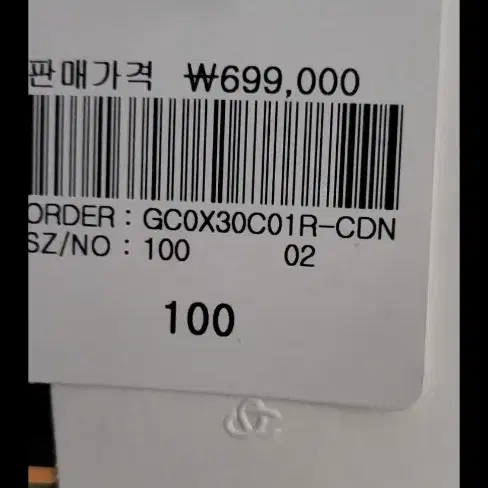 판매가격 ₩699,000
ORDER : GC0X30C01R-CDN
SZ/NO : 100 02
100